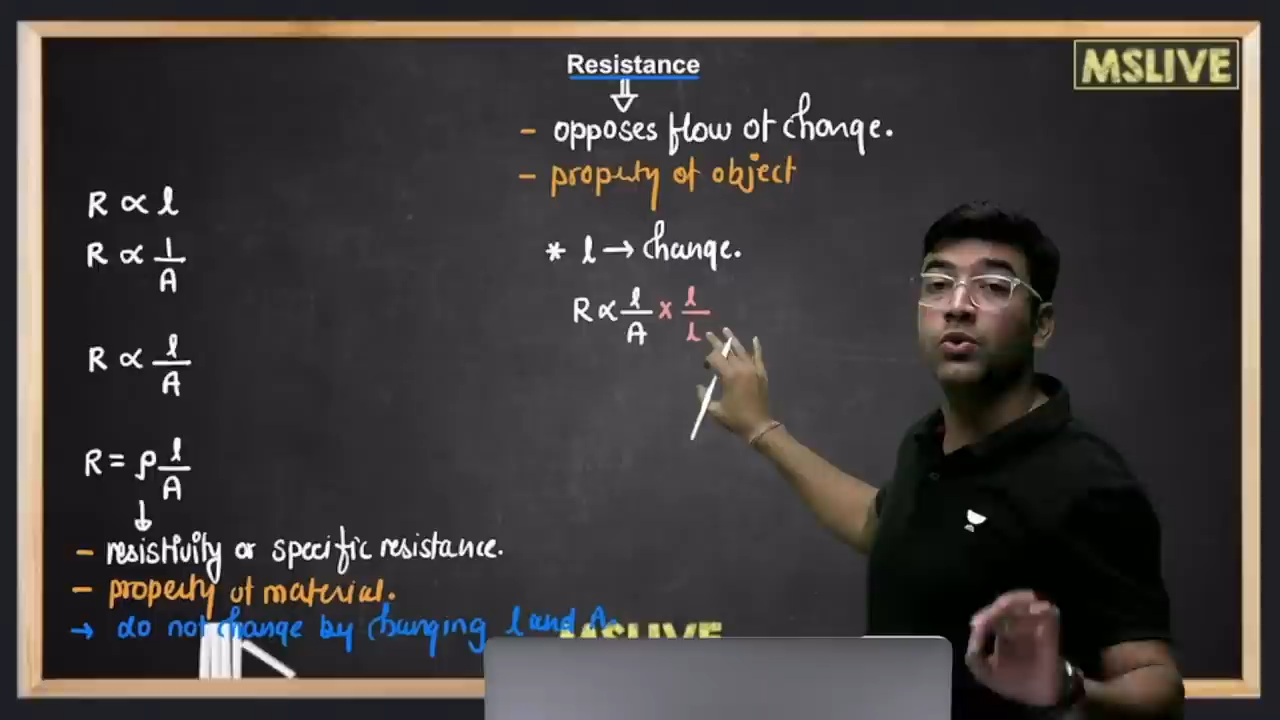 Resistance
MSLIVE
- opposes flow of change.
- property of object
R ∝ l
R ∝ 1/A
R ∝ l/A
R = ρ l/A
- resistivity or specific resistance.
- property of material.
→ do not change by changing l and A.
* l → change.
R ∝ l/A × l/l
MSLIVE